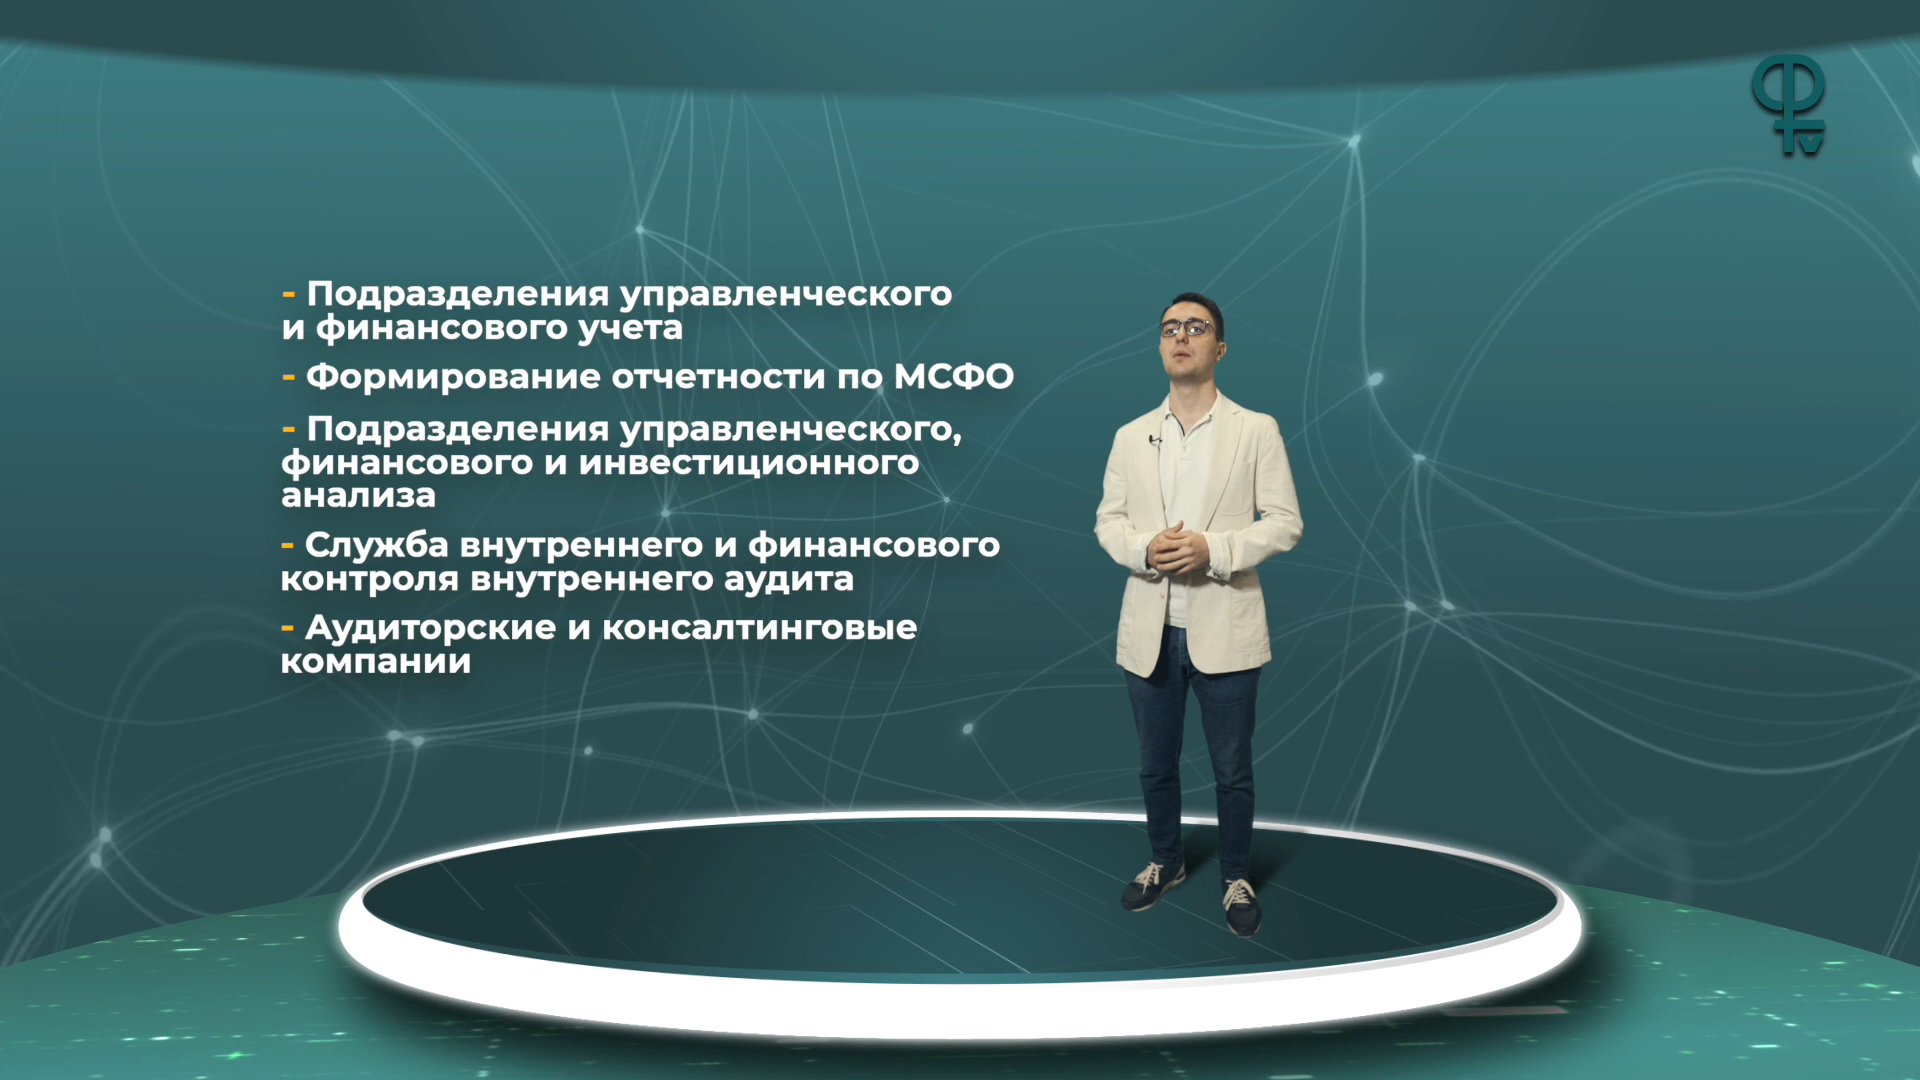 - Подразделения управленческого
и финансового учета
- Формирование отчетности по МСФО
- Подразделения управленческого,
финансового и инвестиционного
анализа
- Служба внутреннего и финансового
контроля внутреннего аудита
- Аудиторские и консалтинговые
компании
Ф
TV